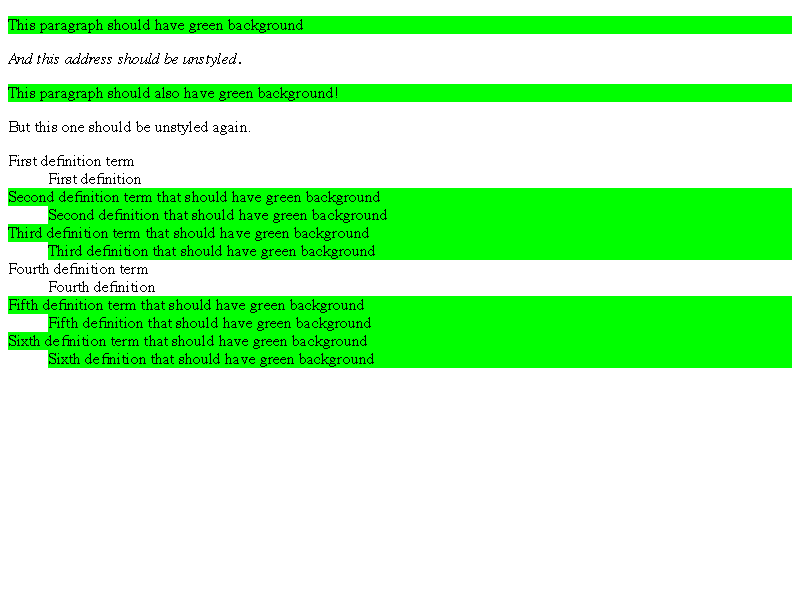 This paragraph should have green background
And this address should be unstyled.
This paragraph should also have green background!
But this one should be unstyled again.
First definition term
First definition
Second definition term that should have green background
Second definition that should have green background
Third definition term that should have green background
Third definition that should have green background
Fourth definition term
Fourth definition
Fifth definition term that should have green background
Fifth definition that should have green background
Sixth definition term that should have green background
Sixth definition that should have green background